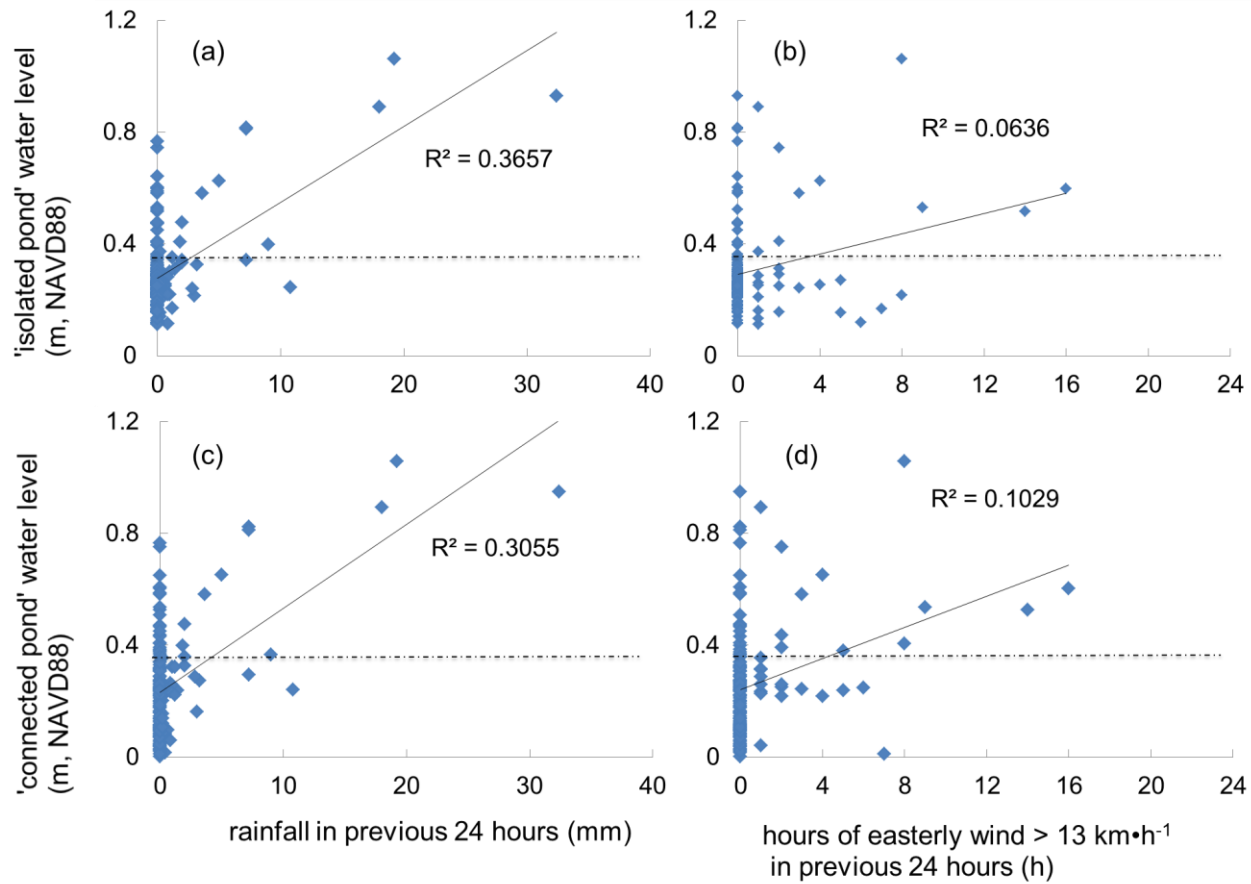 'isolated pond' water level
(m, NAVD88)
1.2
0.8
0.4
0
(a)
R² = 0.3657
0 10 20 30 40
1.2
0.8
0.4
0
(b)
R² = 0.0636
0 4 8 12 16 20 24
'connected pond' water level
(m, NAVD88)
1.2
0.8
0.4
0
(c)
R² = 0.3055
0 10 20 30 40
rainfall in previous 24 hours (mm)
1.2
0.8
0.4
0
(d)
R² = 0.1029
0 4 8 12 16 20 24
hours of easterly wind > 13 km•h⁻¹
in previous 24 hours (h)